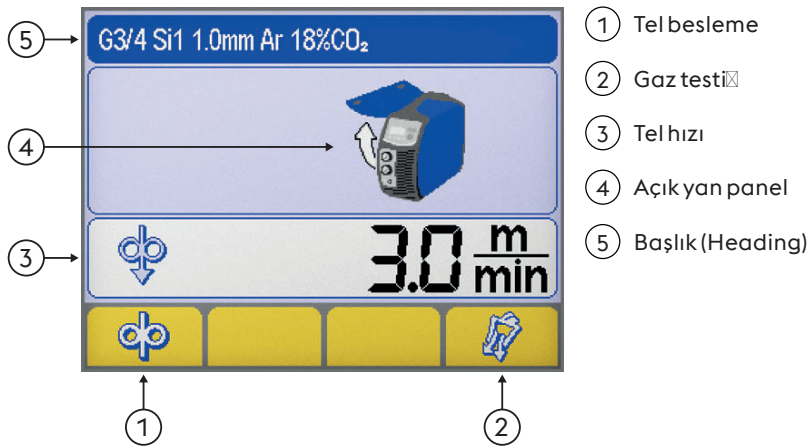 5
G3/4 Si1 1.0mm Ar 18%CO₂
4
3
3.0 m/min
1
2
1 Tel besleme
2 Gaz testi
3 Tel hızı
4 Açık yan panel
5 Başlık (Heading)